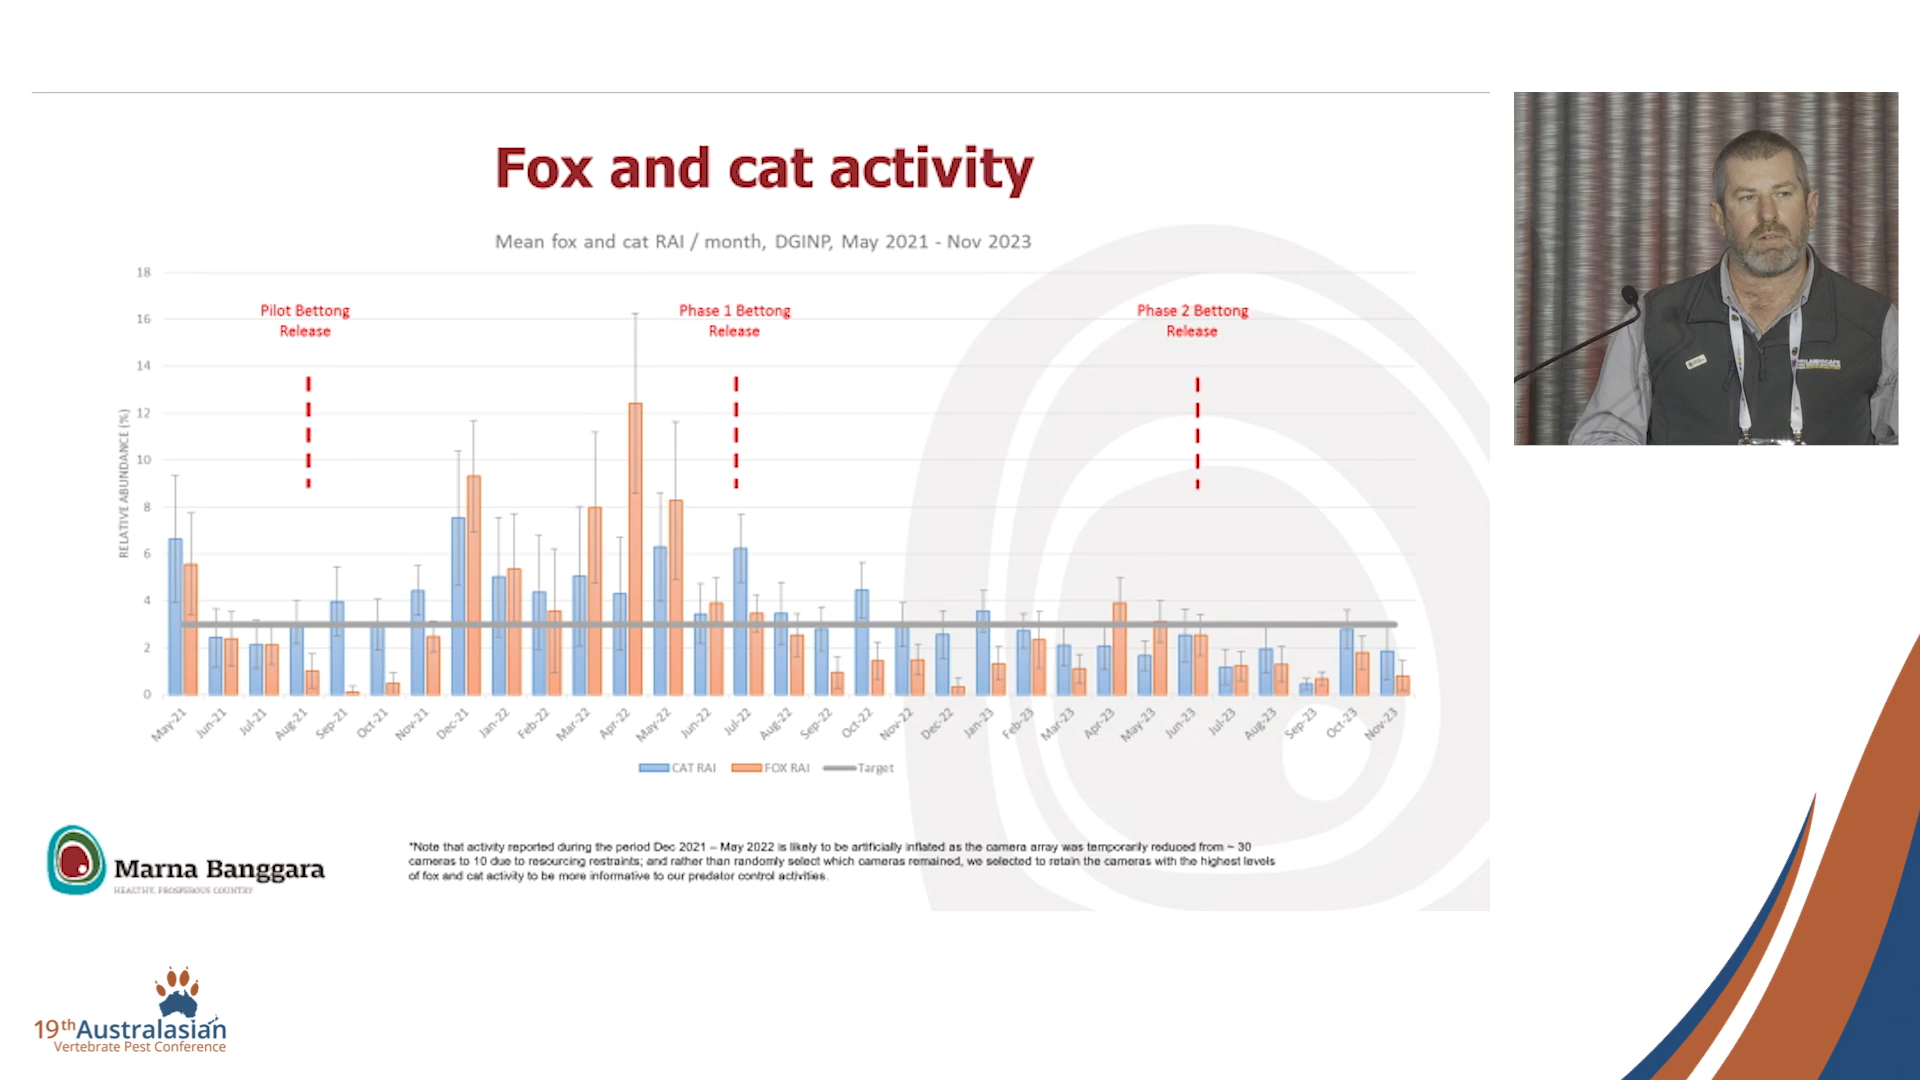 Fox and cat activity
Mean fox and cat RAI / month, DGINP, May 2021 - Nov 2023
RELATIVE ABUNDANCE (%)
18
16
14
12
10
8
6
4
2
0
Pilot Bettong
Release
Phase 1 Bettong
Release
Phase 2 Bettong
Release
May-21
Jun-21
Jul-21
Aug-21
Sep-21
Oct-21
Nov-21
Dec-21
Jan-22
Feb-22
Mar-22
Apr-22
May-22
Jun-22
Jul-22
Aug-22
Sep-22
Oct-22
Nov-22
Dec-22
Jan-23
Feb-23
Mar-23
Apr-23
May-23
Jun-23
Jul-23
Aug-23
Sep-23
Oct-23
Nov-23
CAT RAI
FOX RAI
Target
Marna Banggara
HEALTHY, PROSPEROUS COUNTRY
*Note that activity reported during the period Dec 2021 – May 2022 is likely to be artificially inflated as the camera array was temporarily reduced from ~ 30
cameras to 10 due to resourcing restraints; and rather than randomly select which cameras remained, we selected to retain the cameras with the highest levels
of fox and cat activity to be more informative to our predator control activities.
LANDSCAPE
19th Australasian
Vertebrate Pest Conference